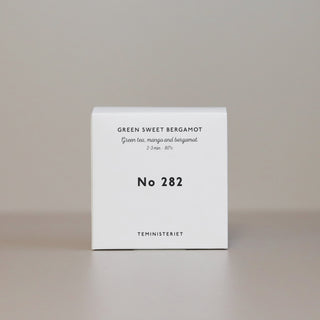 GREEN SWEET BERGAMOT
Green tea, mango and bergamot
2-3 min. · 80°c
No 282
TEMINISTERIET